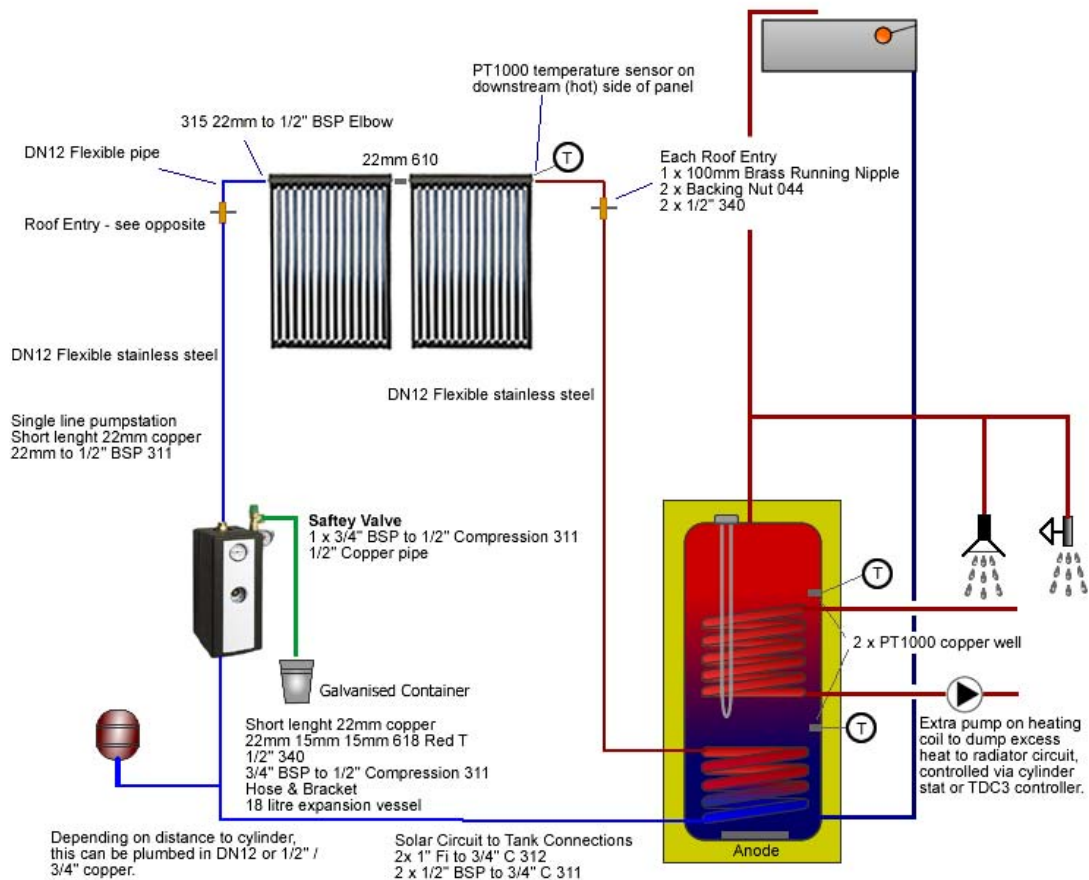 PT1000 temperature sensor on
downstream (hot) side of panel
315 22mm to 1/2" BSP Elbow
DN12 Flexible pipe
22mm 610
T
Each Roof Entry
1 x 100mm Brass Running Nipple
2 x Backing Nut 044
2 x 1/2" 340
Roof Entry - see opposite
DN12 Flexible stainless steel
DN12 Flexible stainless steel
Single line pumpstation
Short lenght 22mm copper
22mm to 1/2" BSP 311
Saftey Valve
1 x 3/4" BSP to 1/2" Compression 311
1/2" Copper pipe
T
2 x PT1000 copper well
Galvanised Container
T
Short lenght 22mm copper
22mm 15mm 15mm 618 Red T
1/2" 340
3/4" BSP to 1/2" Compression 311
Hose & Bracket
18 litre expansion vessel
Extra pump on heating
coil to dump excess
heat to radiator circuit,
controlled via cylinder
stat or TDC3 controller.
Depending on distance to cylinder,
this can be plumbed in DN12 or 1/2" /
3/4" copper.
Solar Circuit to Tank Connections
2x 1" Fi to 3/4" C 312
2 x 1/2" BSP to 3/4" C 311
Anode